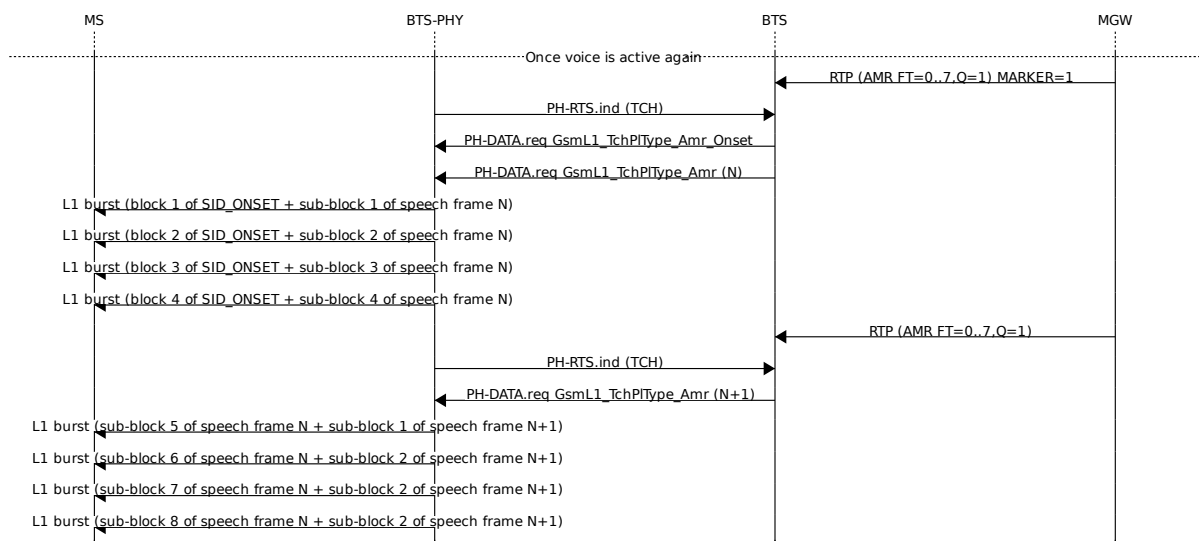 MS BTS-PHY BTS MGW
Once voice is active again
RTP (AMR FT=0..7,Q=1) MARKER=1
PH-RTS.ind (TCH)
PH-DATA.req GsmL1_TchPlType_Amr_Onset
PH-DATA.req GsmL1_TchPlType_Amr (N)
L1 burst (block 1 of SID_ONSET + sub-block 1 of speech frame N)
L1 burst (block 2 of SID_ONSET + sub-block 2 of speech frame N)
L1 burst (block 3 of SID_ONSET + sub-block 3 of speech frame N)
L1 burst (block 4 of SID_ONSET + sub-block 4 of speech frame N)
RTP (AMR FT=0..7,Q=1)
PH-RTS.ind (TCH)
PH-DATA.req GsmL1_TchPlType_Amr (N+1)
L1 burst (sub-block 5 of speech frame N + sub-block 1 of speech frame N+1)
L1 burst (sub-block 6 of speech frame N + sub-block 2 of speech frame N+1)
L1 burst (sub-block 7 of speech frame N + sub-block 2 of speech frame N+1)
L1 burst (sub-block 8 of speech frame N + sub-block 2 of speech frame N+1)